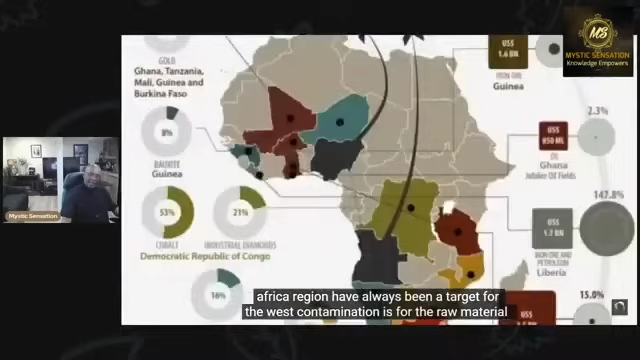 MS
MYSTIC SENSATION
Knowledge Empowers
GOLD
Ghana, Tanzania,
Mali, Guinea and
Burkina Faso
8%
BAUXITE
Guinea
53%
COBALT
21%
INDUSTRIAL DIAMONDS
Democratic Republic of Congo
16%
US$
1.6 BN
IRON ORE
Guinea
2.3%
US$
850 ML
OIL
Ghana
Jubilee Oil Fields
147.8%
US$
1.7 BN
IRON ORE AND
PETROLEUM
Liberia
15.0%
US$
Mystic Sensation
africa region have always been a target for
the west contamination is for the raw material